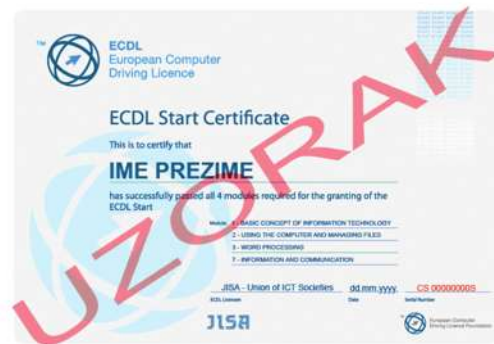 TM
ECDL
European Computer
Driving Licence
ECDL Start Certificate
This is to certify that
IME PREZIME
has successfully passed all 4 modules required for the granting of the
ECDL Start
Module 1 - BASIC CONCEPT OF INFORMATION TECHNOLOGY
2 - USING THE COMPUTER AND MANAGING FILES
3 - WORD PROCESSING
7 - INFORMATION AND COMMUNICATION
JISA - Union of ICT Societies dd.mm.yyyy. CS 00000000S
ECDL Licensee Date Serial Number
JISA
European Computer
Driving Licence Foundation
UZORAK